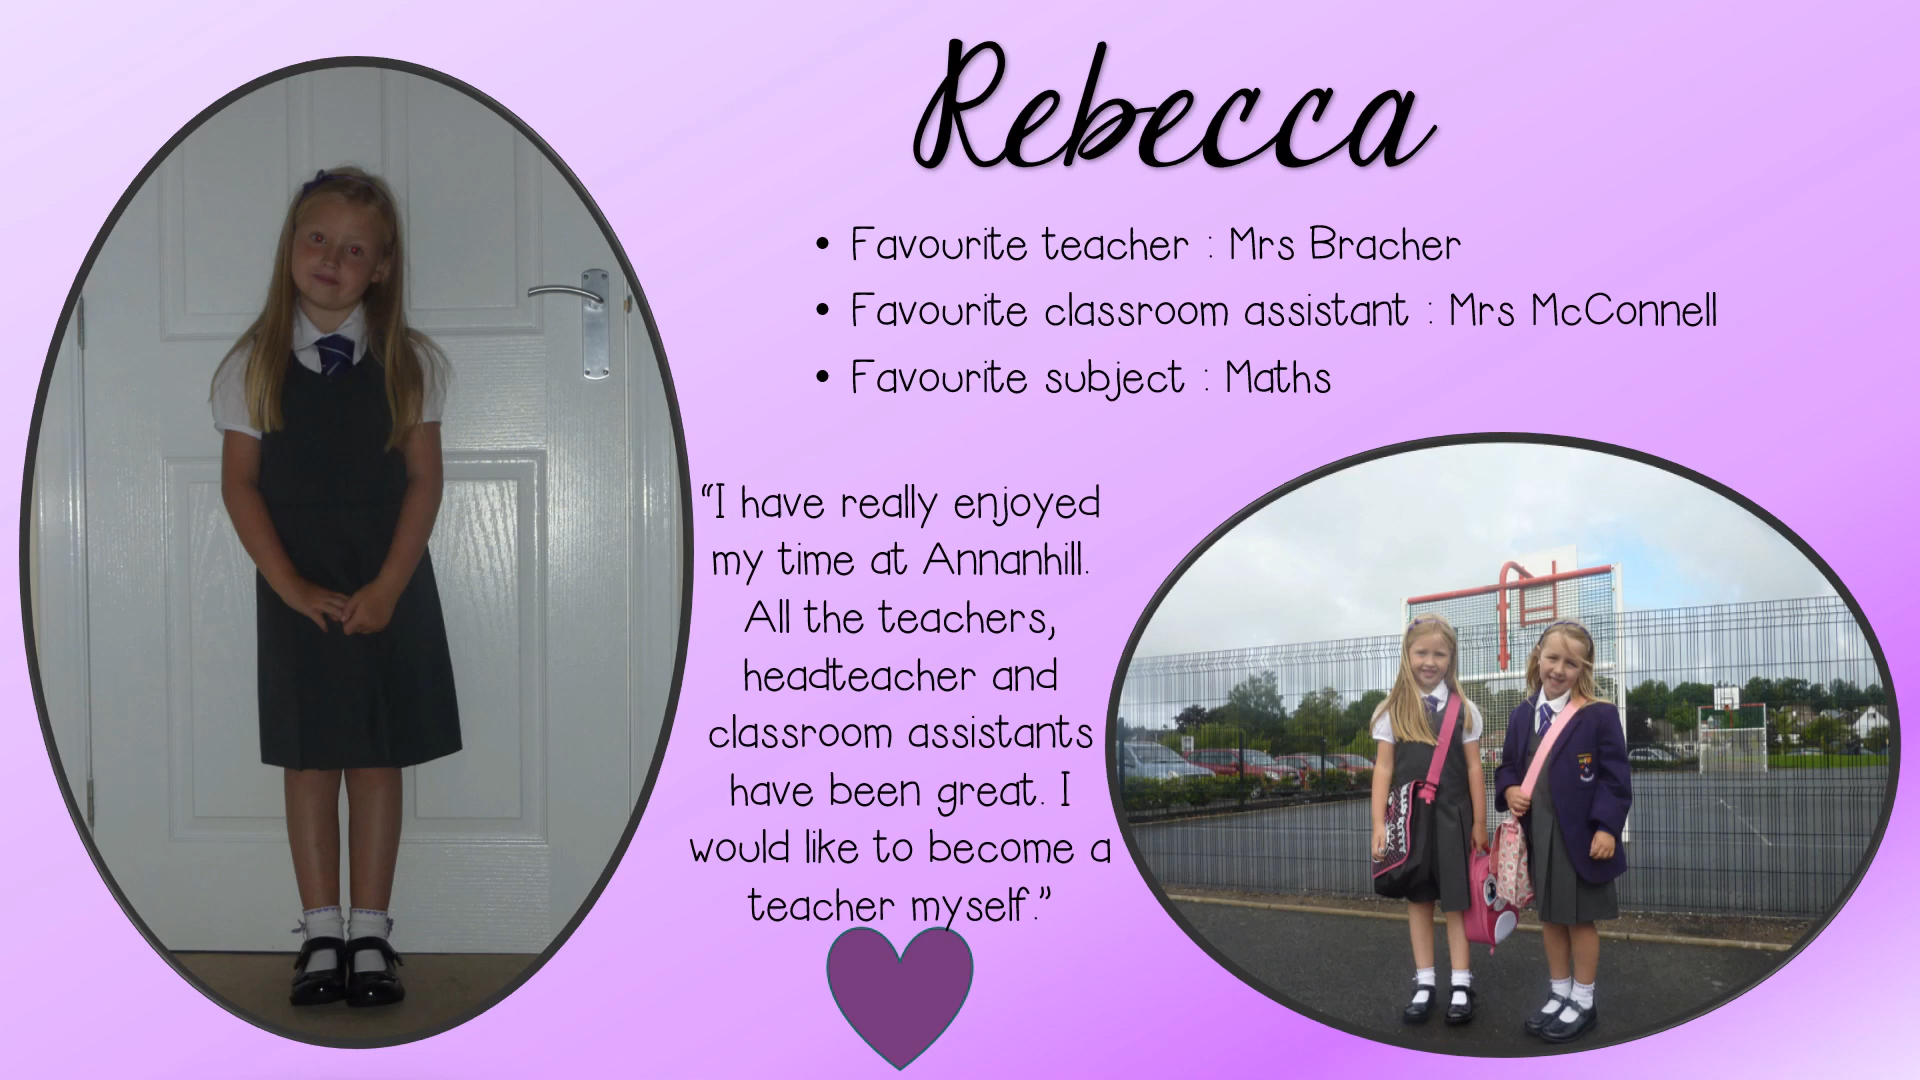 Rebecca
• Favourite teacher : Mrs Bracher
• Favourite classroom assistant : Mrs McConnell
• Favourite subject : Maths
“I have really enjoyed
my time at Annanhill.
All the teachers,
headteacher and
classroom assistants
have been great. I
would like to become a
teacher myself.”